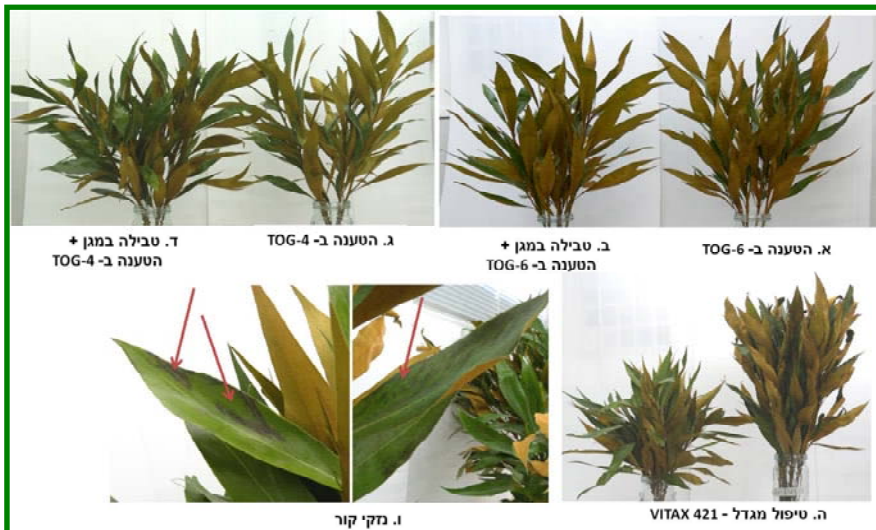 א. הטענה ב- TOG-6
ב. טבילה במגן +
הטענה ב- TOG-6
ג. הטענה ב- TOG-4
ד. טבילה במגן +
הטענה ב- TOG-4
ה. טיפול מגדל - VITAX 421
ו. נזקי קור